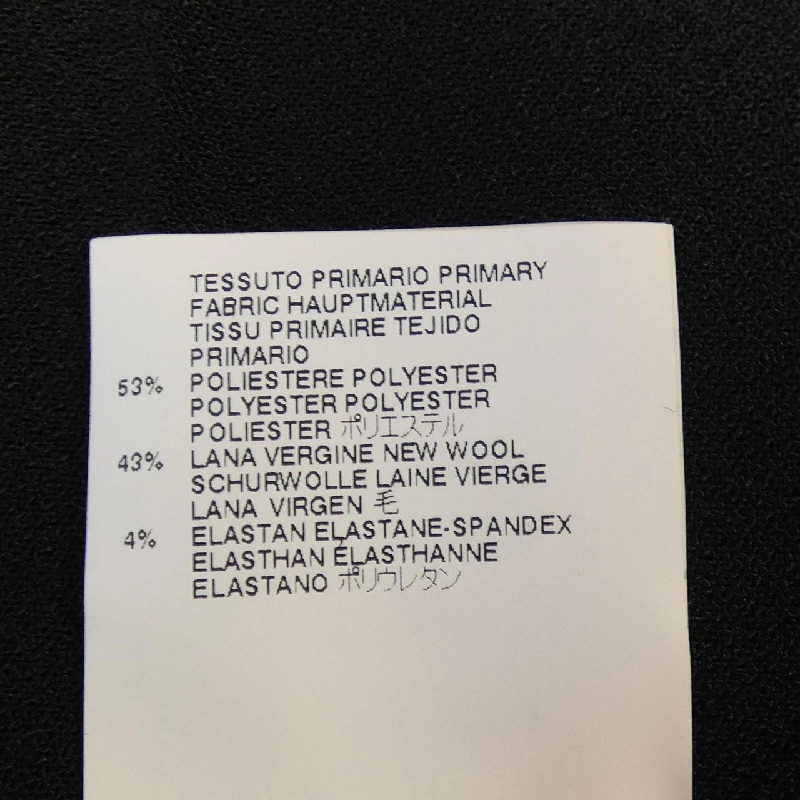 TESSUTO PRIMARIO PRIMARY
FABRIC HAUPTMATERIAL
TISSU PRIMAIRE TEJIDO
PRIMARIO
53% POLIESTERE POLYESTER
POLYESTER POLYESTER
POLIESTER ポリエステル
43% LANA VERGINE NEW WOOL
SCHURWOLLE LAINE VIERGE
LANA VIRGEN 毛
4% ELASTAN ELASTANE-SPANDEX
ELASTHAN ÉLASTHANNE
ELASTANO ポリウレタン